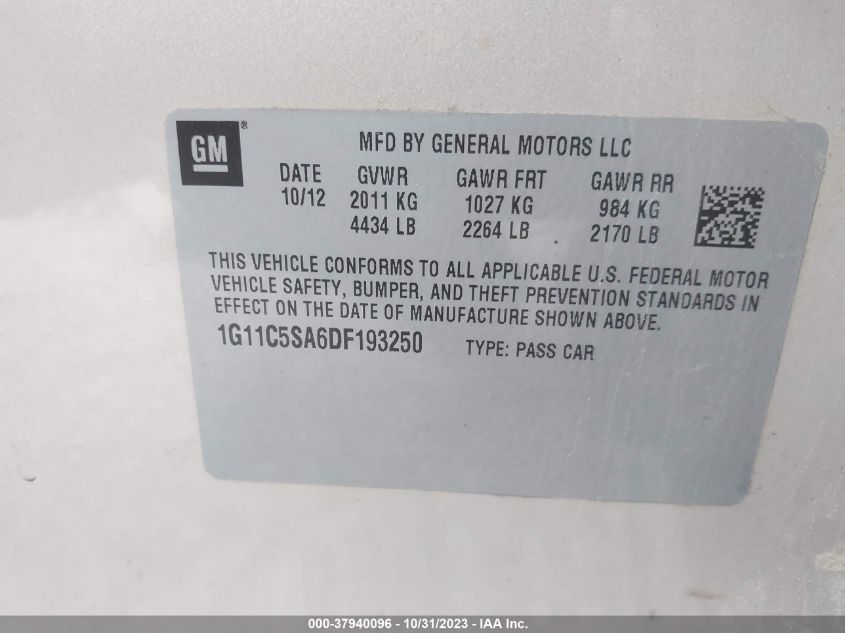 GM ®
MFD BY GENERAL MOTORS LLC
DATE GVWR GAWR FRT GAWR RR
10/12 2011 KG 1027 KG 984 KG
4434 LB 2264 LB 2170 LB
THIS VEHICLE CONFORMS TO ALL APPLICABLE U.S. FEDERAL MOTOR
VEHICLE SAFETY, BUMPER, AND THEFT PREVENTION STANDARDS IN
EFFECT ON THE DATE OF MANUFACTURE SHOWN ABOVE.
1G11C5SA6DF193250 TYPE: PASS CAR
000-37940096 - 10/31/2023 - IAA Inc.